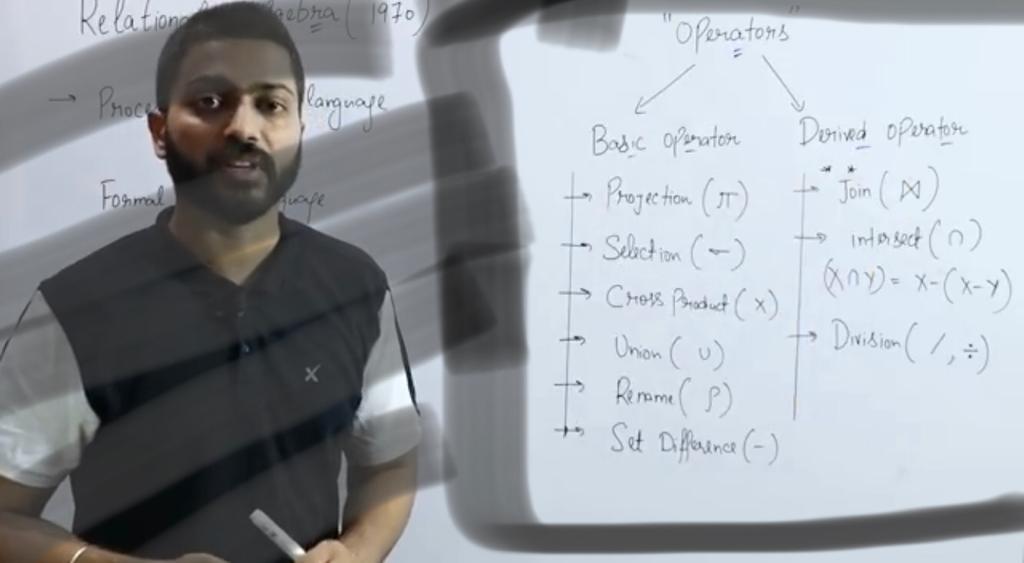 Relation gebra (1970)
→ Proce language
Formal
"Operators"
Basic operator
→ Projection (π)
→ Selection (←)
→ Cross Product (×)
→ Union (∪)
→ Rename (ρ)
→ Set Difference (-)
Derived operator
→ * * Join (⋈)
→ intersect (∩)
(X∩Y) = X-(X-Y)
→ Division (/, ÷)